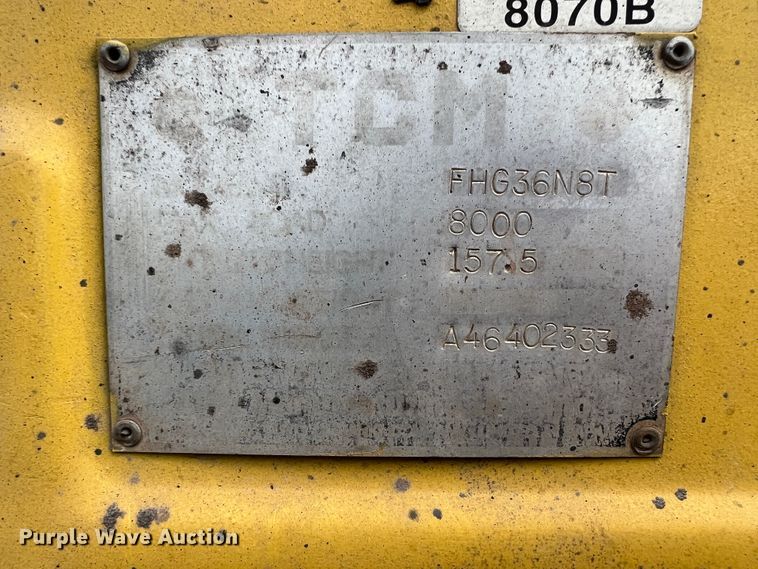 8070B
TCM
FHG36N8T
8000
157.5
A46402333
Purple Wave Auction